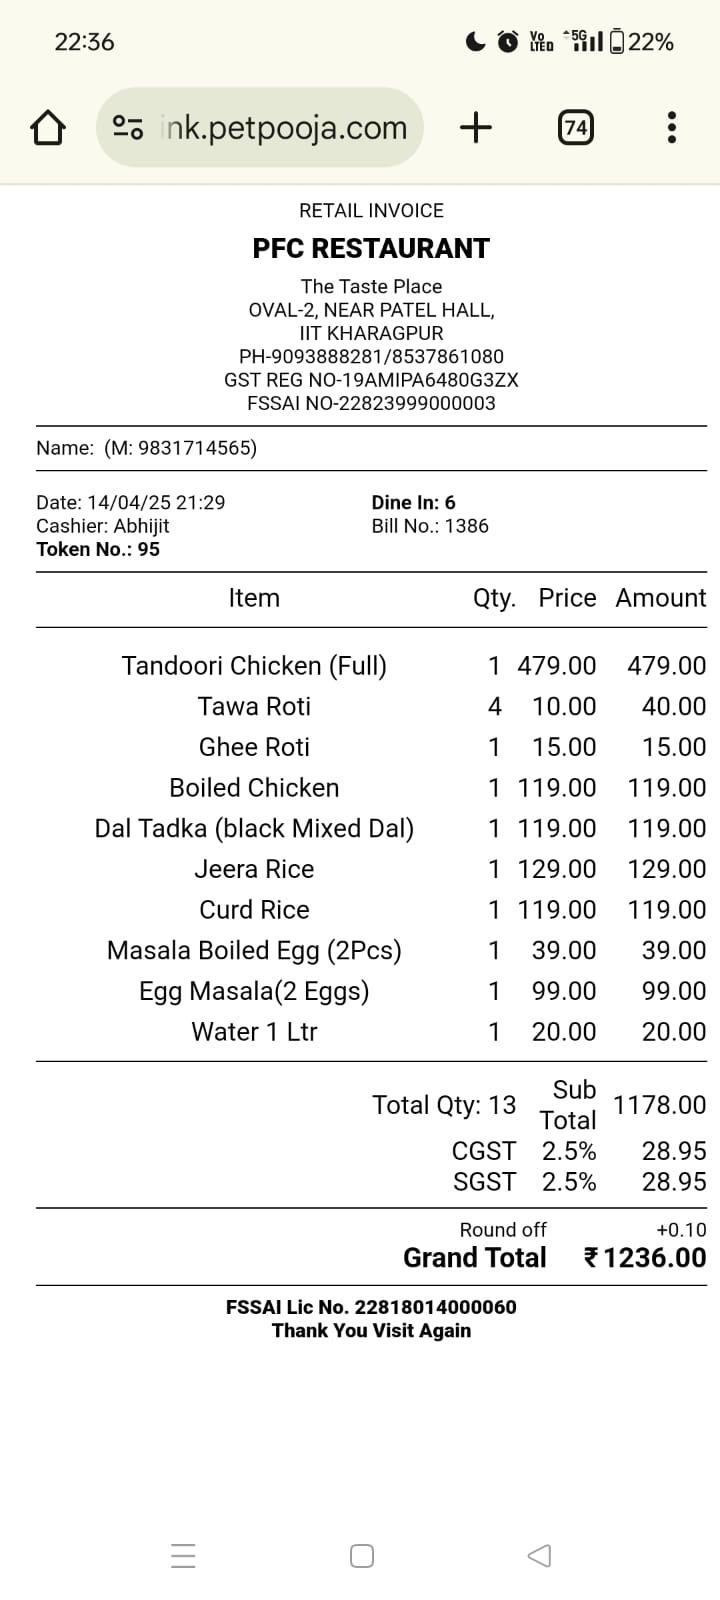 22:36 Vo LTED 5G 22%
ink.petpooja.com + 74
RETAIL INVOICE
PFC RESTAURANT
The Taste Place
OVAL-2, NEAR PATEL HALL,
IIT KHARAGPUR
PH-9093888281/8537861080
GST REG NO-19AMIPA6480G3ZX
FSSAI NO-22823999000003
Name: (M: 9831714565)
Date: 14/04/25 21:29 Dine In: 6
Cashier: Abhijit Bill No.: 1386
Token No.: 95
Item Qty. Price Amount
Tandoori Chicken (Full) 1 479.00 479.00
Tawa Roti 4 10.00 40.00
Ghee Roti 1 15.00 15.00
Boiled Chicken 1 119.00 119.00
Dal Tadka (black Mixed Dal) 1 119.00 119.00
Jeera Rice 1 129.00 129.00
Curd Rice 1 119.00 119.00
Masala Boiled Egg (2Pcs) 1 39.00 39.00
Egg Masala(2 Eggs) 1 99.00 99.00
Water 1 Ltr 1 20.00 20.00
Total Qty: 13 Sub Total 1178.00
CGST 2.5% 28.95
SGST 2.5% 28.95
Round off +0.10
Grand Total ₹1236.00
FSSAI Lic No. 22818014000060
Thank You Visit Again